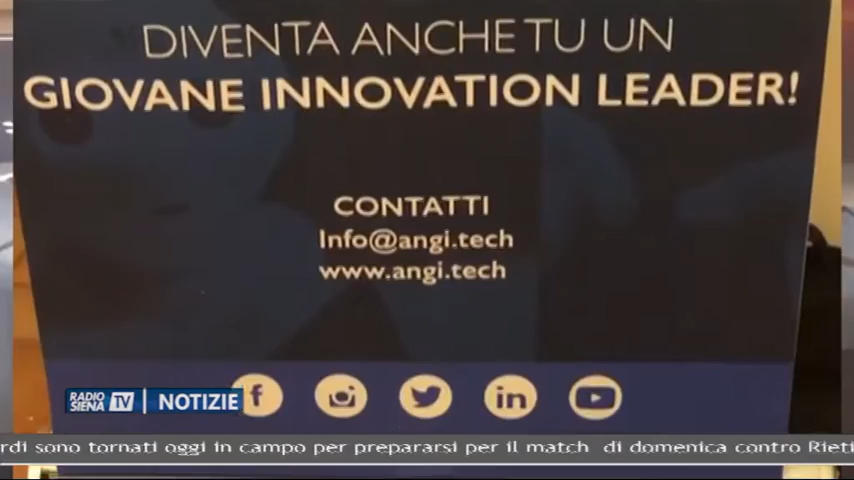 DIVENTA ANCHE TU UN
GIOVANE INNOVATION LEADER!
CONTATTI
Info@angi.tech
www.angi.tech
RADIO SIENA TV NOTIZIE
sono tornati oggi in campo per prepararsi per il match di domenica contro Rieti